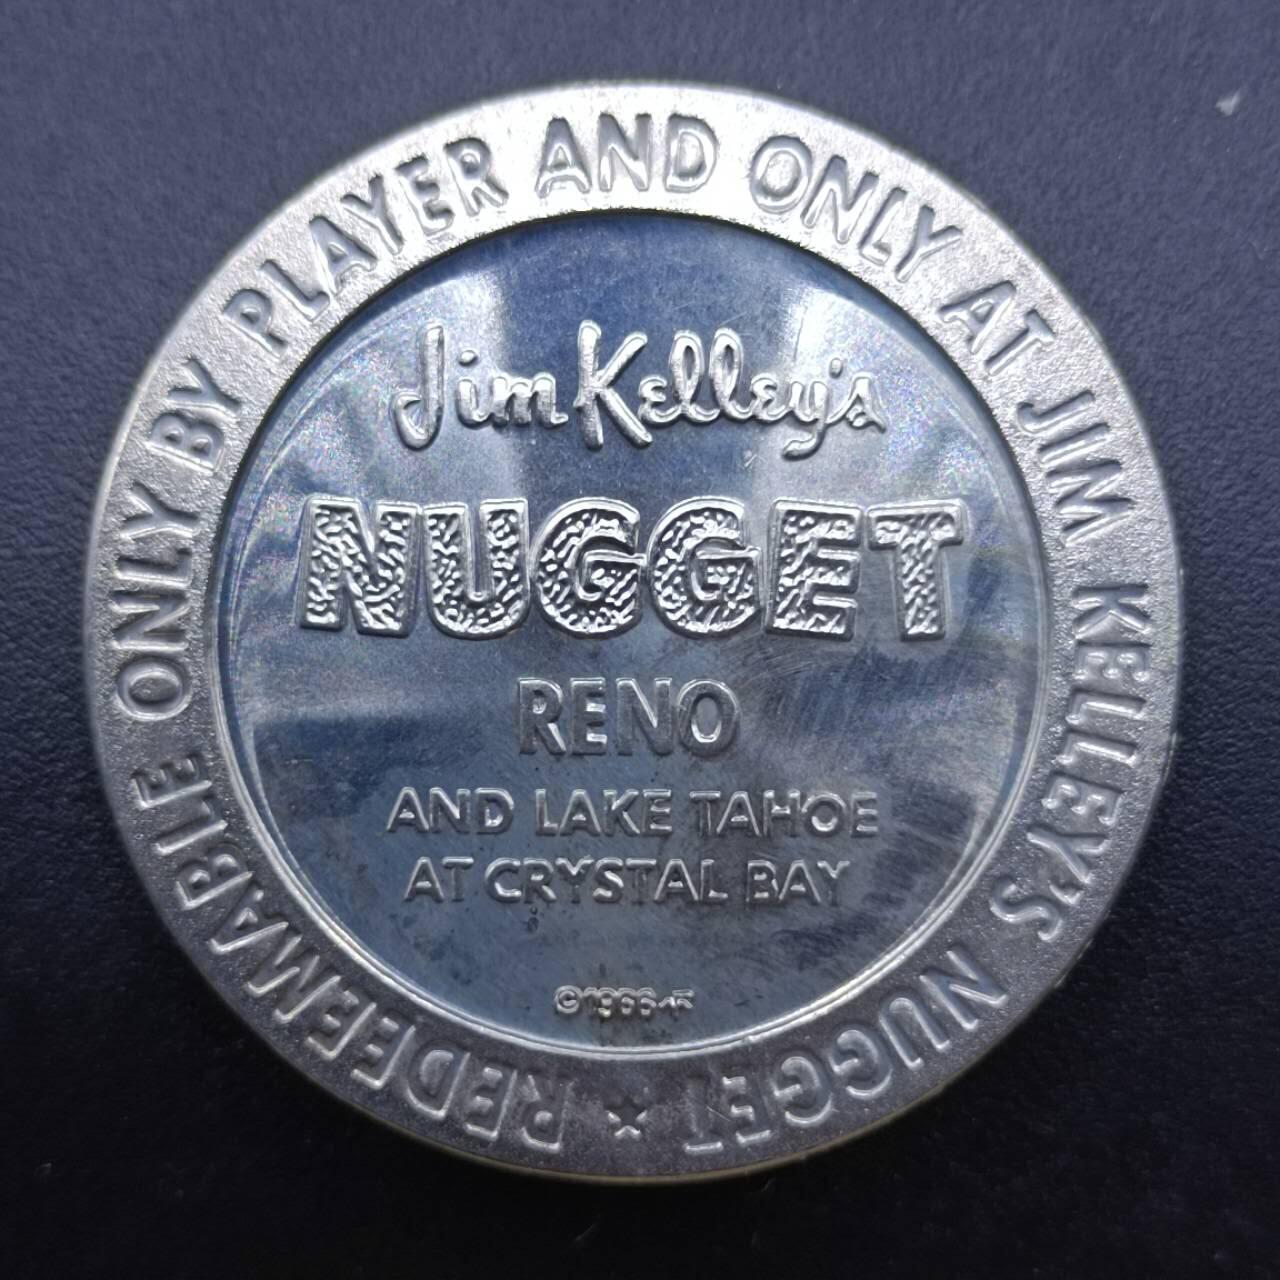 REDEEMABLE ONLY BY PLAYER AND ONLY AT JIM KELLEY'S NUGGET ★
Jim Kelley's
NUGGET
RENO
AND LAKE TAHOE
AT CRYSTAL BAY
©1966